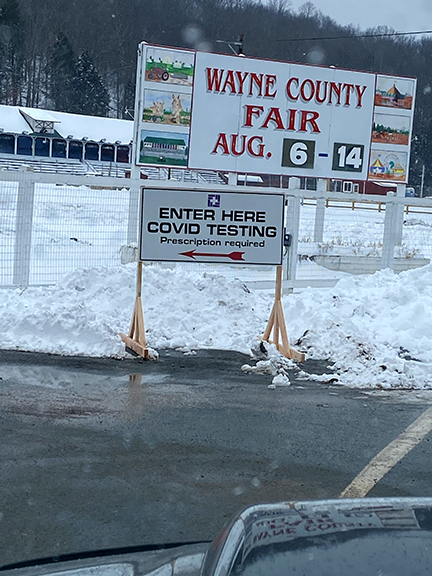 WAYNE COUNTY
FAIR
AUG. 6 - 14
ENTER HERE
COVID TESTING
Prescription required